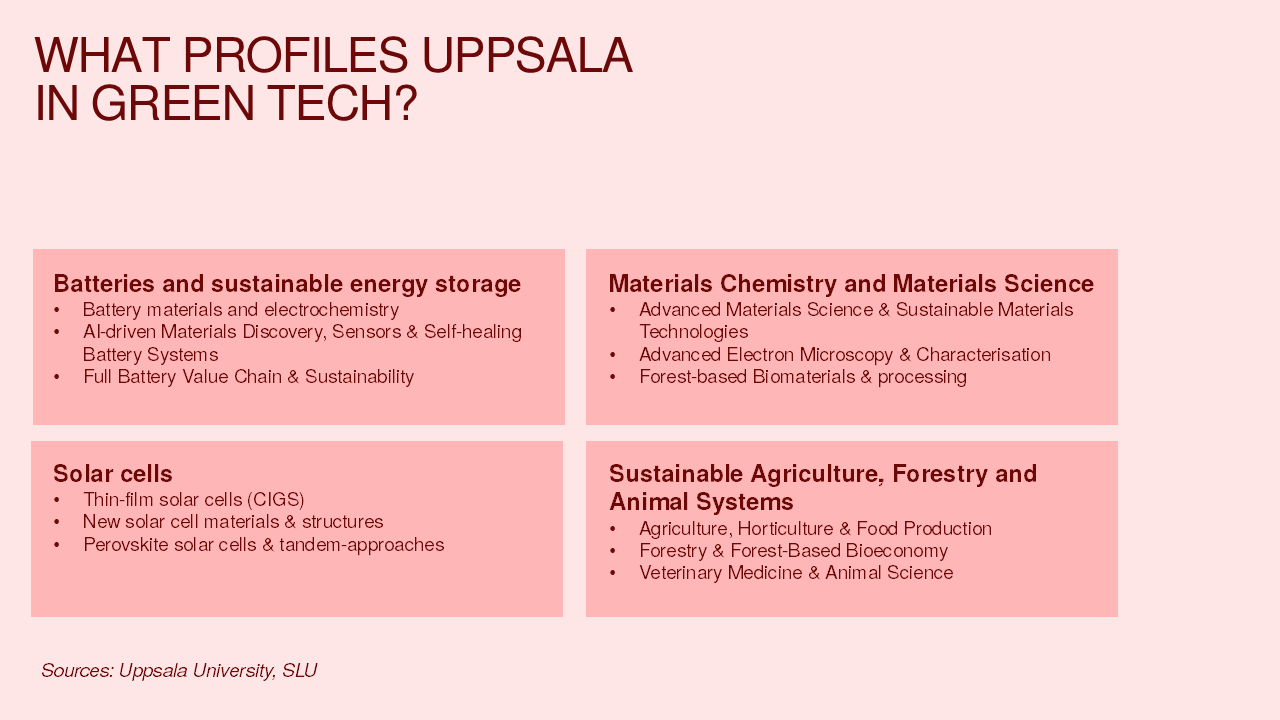 WHAT PROFILES UPPSALA
IN GREEN TECH?
Batteries and sustainable energy storage
• Battery materials and electrochemistry
• AI-driven Materials Discovery, Sensors & Self-healing
Battery Systems
• Full Battery Value Chain & Sustainability
Materials Chemistry and Materials Science
• Advanced Materials Science & Sustainable Materials
Technologies
• Advanced Electron Microscopy & Characterisation
• Forest-based Biomaterials & processing
Solar cells
• Thin-film solar cells (CIGS)
• New solar cell materials & structures
• Perovskite solar cells & tandem-approaches
Sustainable Agriculture, Forestry and
Animal Systems
• Agriculture, Horticulture & Food Production
• Forestry & Forest-Based Bioeconomy
• Veterinary Medicine & Animal Science
Sources: Uppsala University, SLU